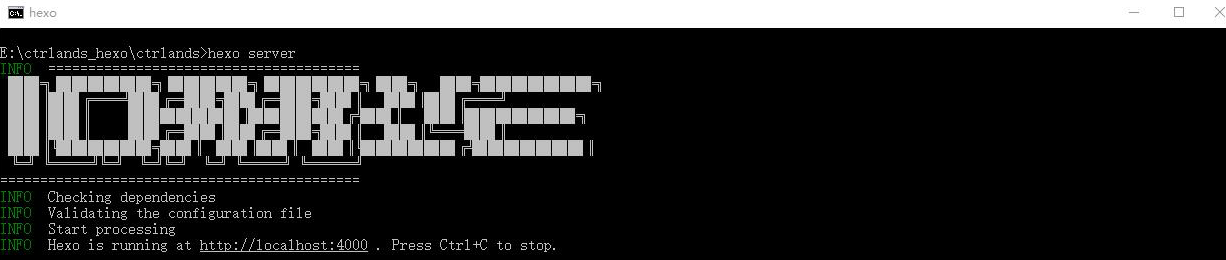 hexo
E:\ctrlands_hexo\ctrlands>hexo server
INFO =======================================
=============================================
INFO Checking dependencies
INFO Validating the configuration file
INFO Start processing
INFO Hexo is running at http://localhost:4000 . Press Ctrl+C to stop.